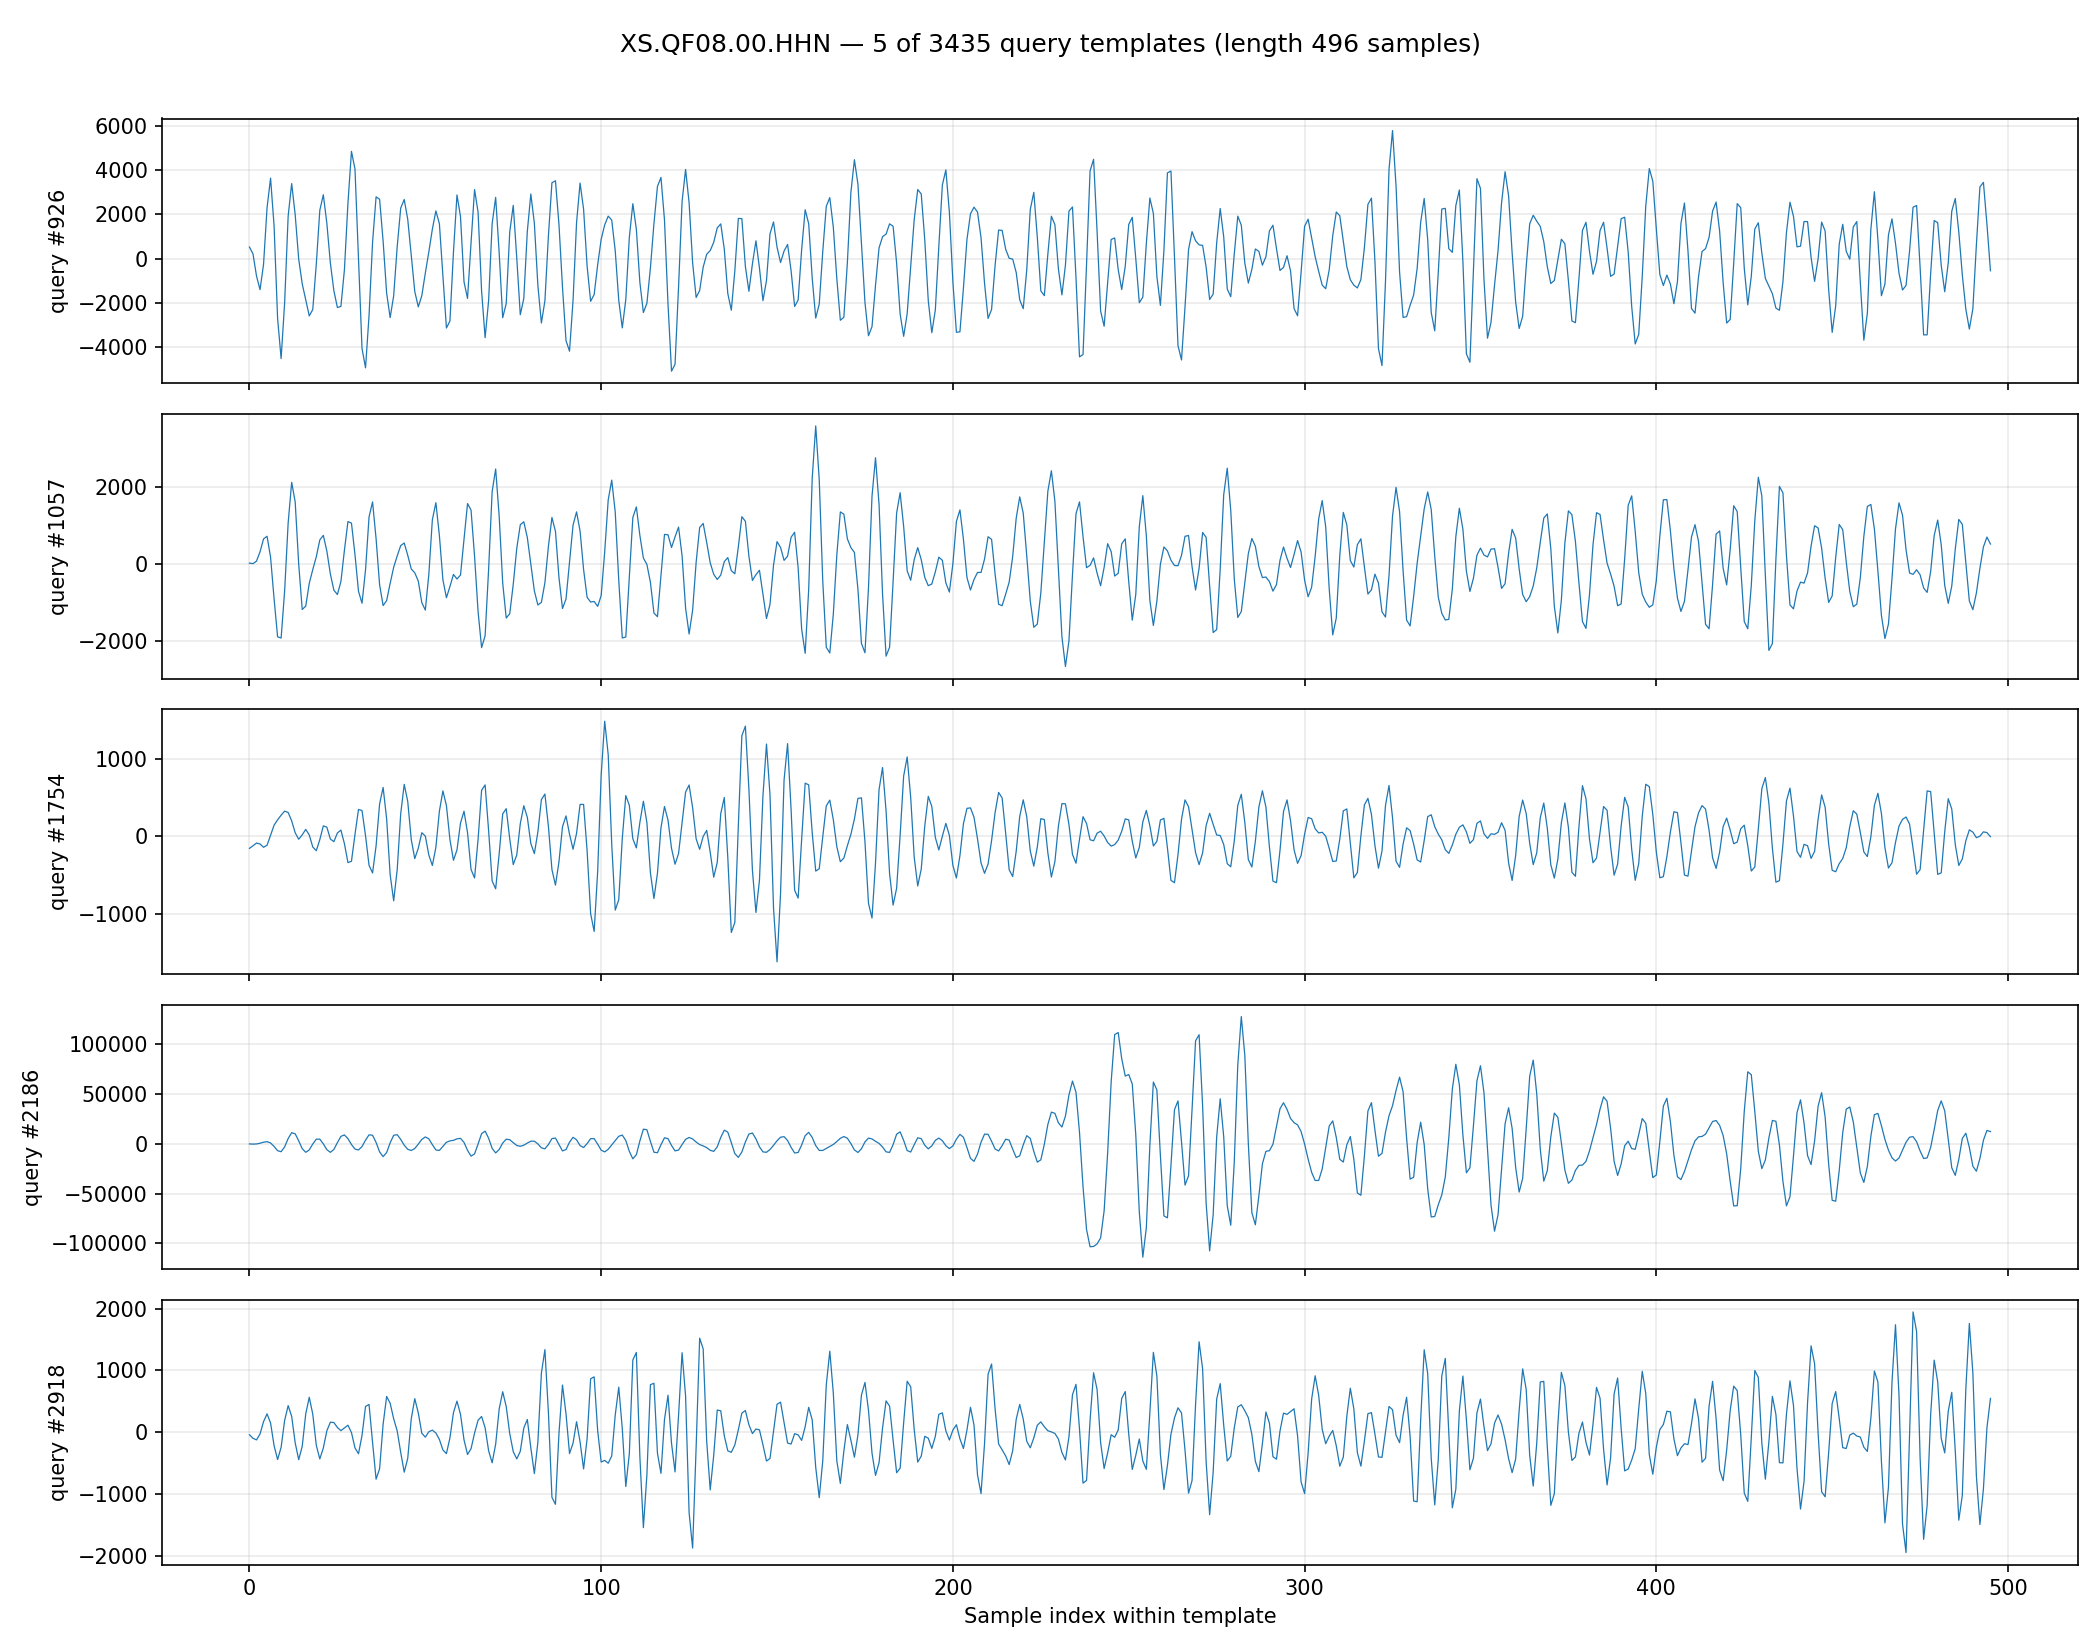 XS.QF08.00.HHN — 5 of 3435 query templates (length 496 samples)
6000
4000
2000
0
−2000
−4000
query #926
2000
0
−2000
query #1057
1000
0
−1000
query #1754
100000
50000
0
−50000
−100000
query #2186
2000
1000
0
−1000
−2000
query #2918
0 100 200 300 400 500
Sample index within template